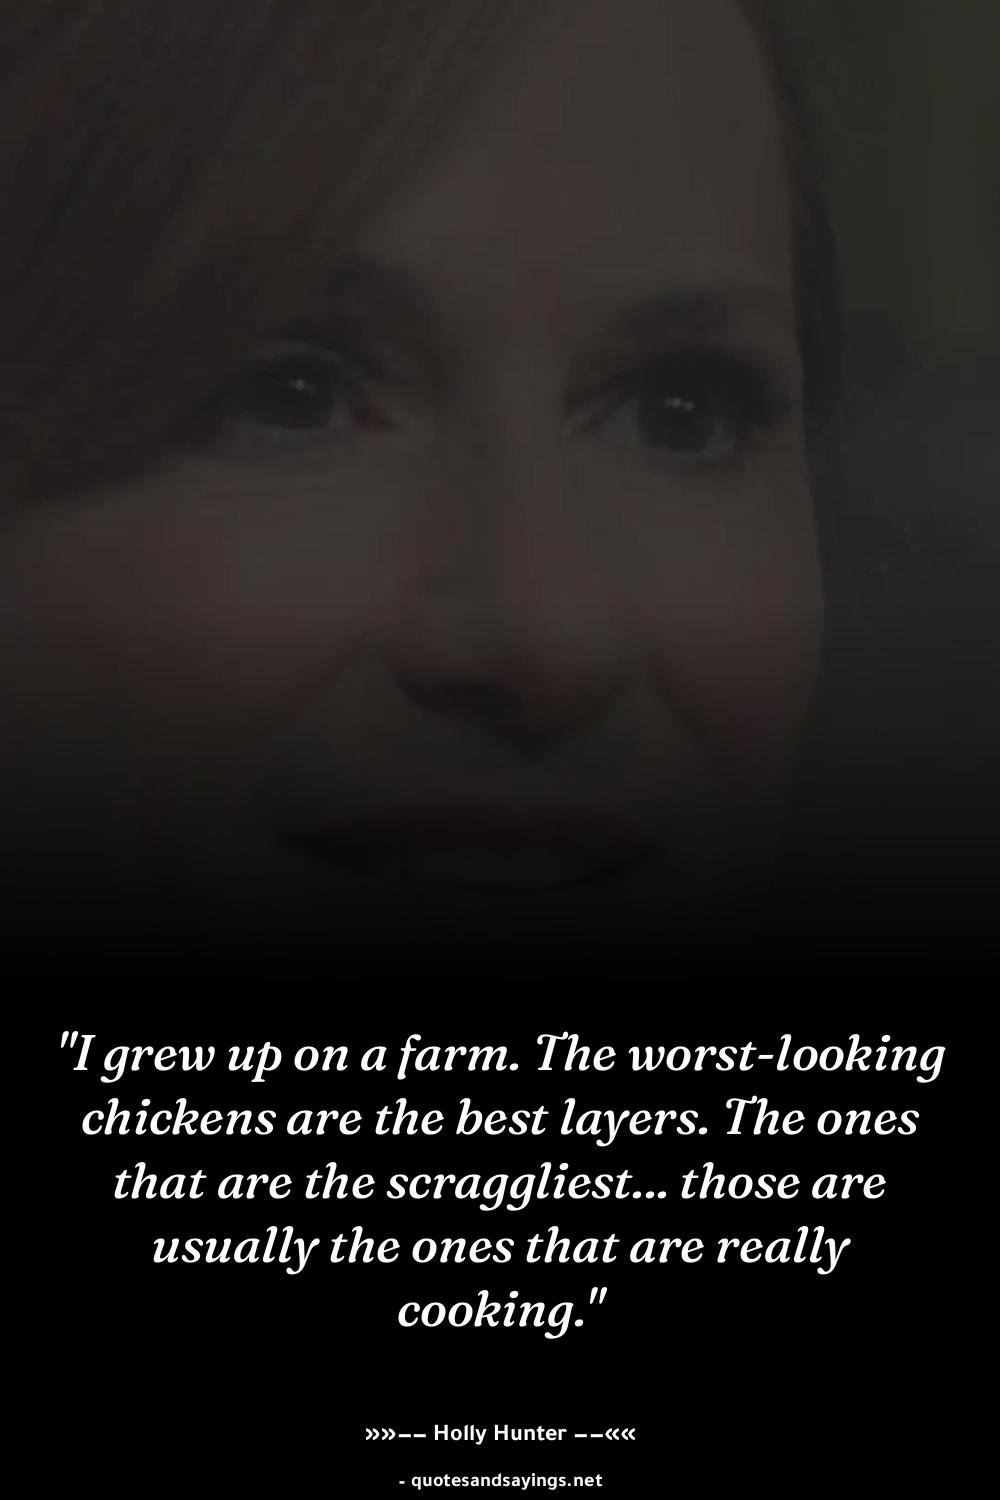 "I grew up on a farm. The worst-looking
chickens are the best layers. The ones
that are the scraggliest... those are
usually the ones that are really
cooking."
»»-- Holly Hunter --««
- quotesandsayings.net